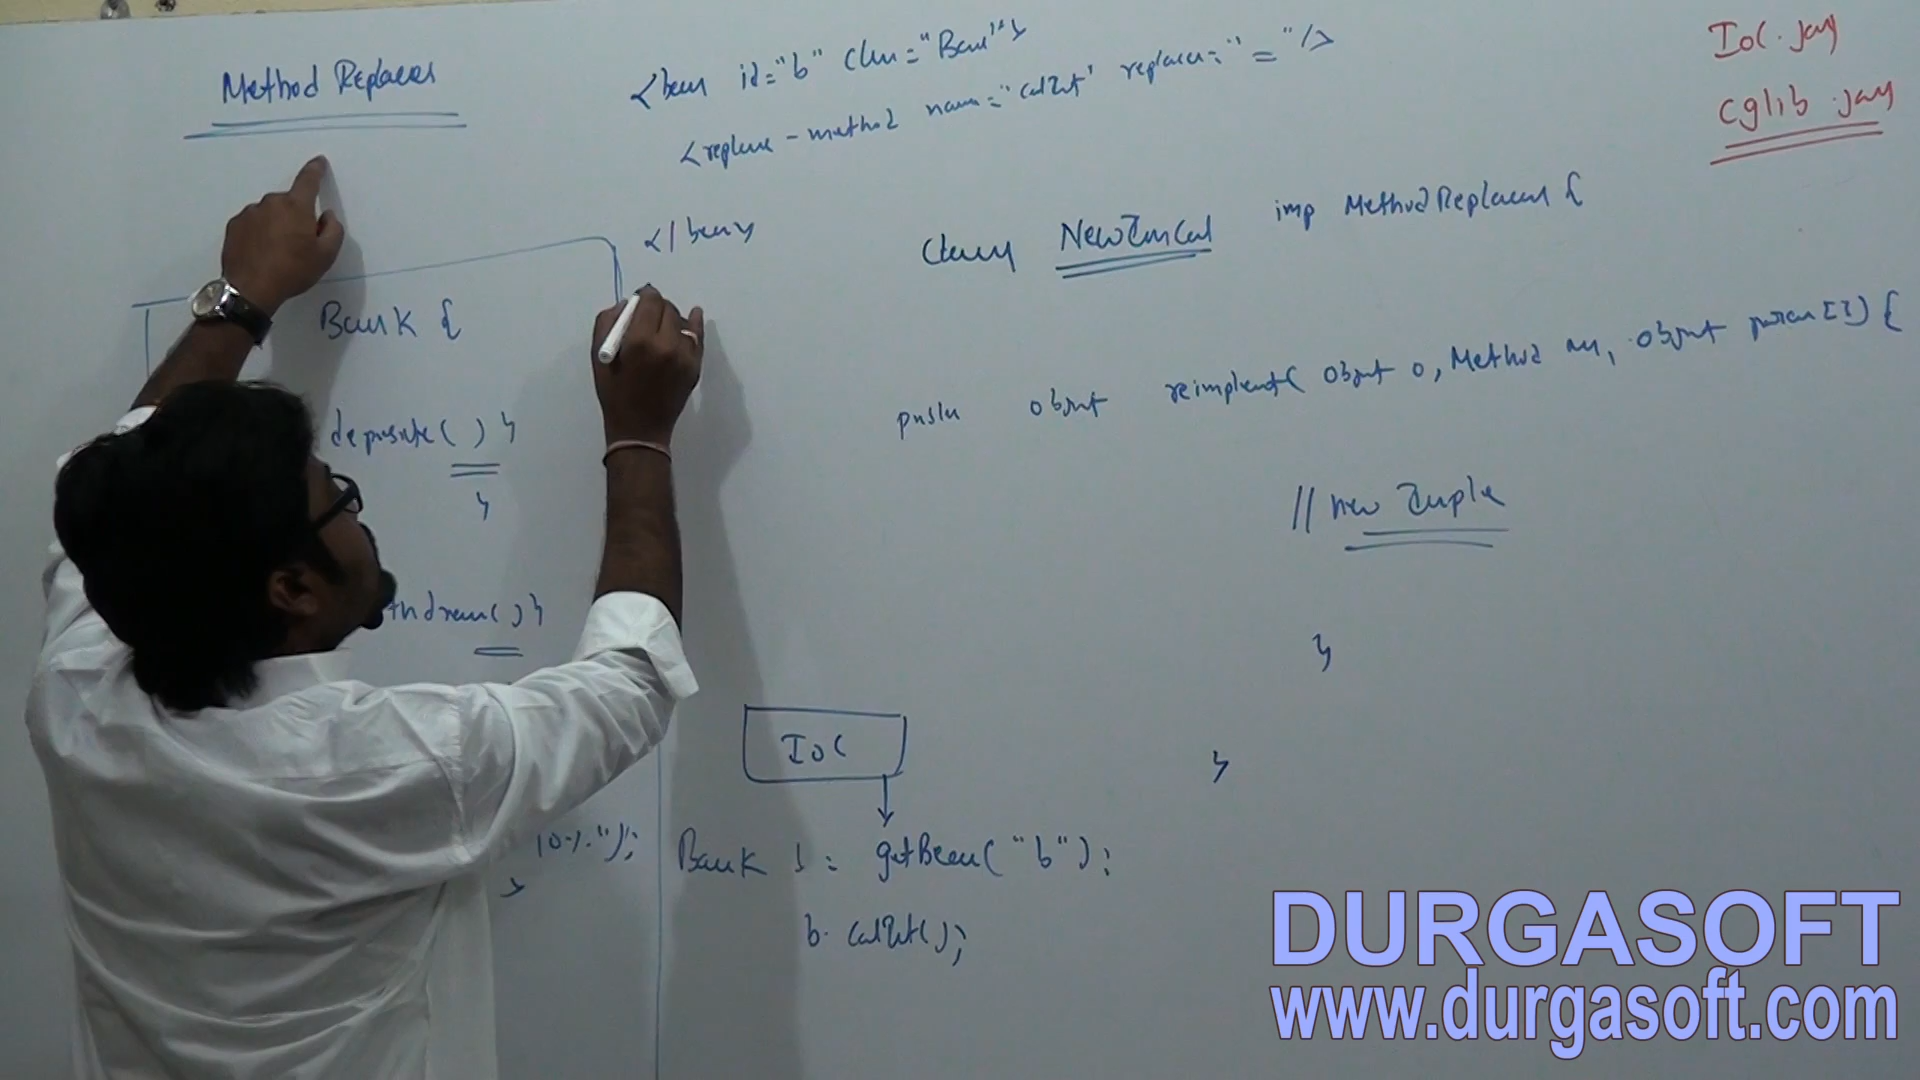 Method Replacer
<bean id="b" class="Bank">
<replace-method name="calInt" replacer="="/>
</bean>
IoC.jar
cglib.jar
class NewIntCal imp MethodReplacer {
public object reimplement( object o, Method m, object param[]) {
// new Imple
}
}
Bank {
deposite( ) }
}
thdraw( ) }
10%");
}
IoC
Bank b = getBean( "b" );
b. calInt();
DURGASOFT
www.durgasoft.com